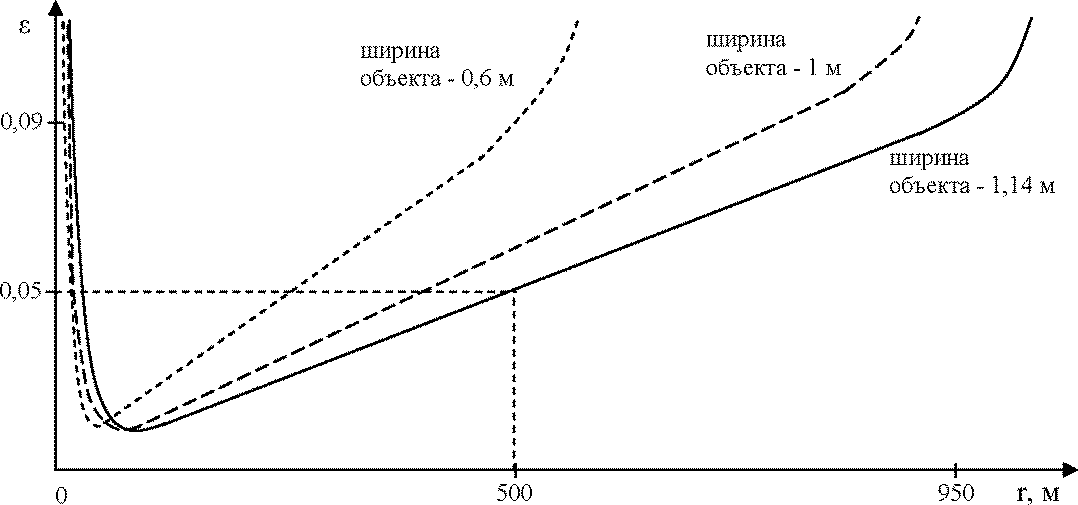 ε
ширина
объекта - 0,6 м
ширина
объекта - 1 м
0,09
ширина
объекта - 1,14 м
0,05
0
500
950
r, м